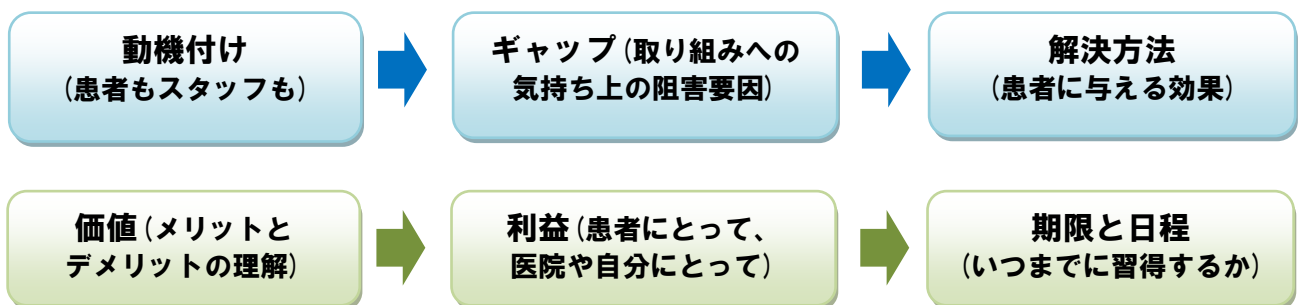 動機付け
(患者もスタッフも)
ギャップ(取り組みへの
気持ち上の阻害要因)
解決方法
(患者に与える効果)
価値(メリットと
デメリットの理解)
利益(患者にとって、
医院や自分にとって)
期限と日程
(いつまでに習得するか)